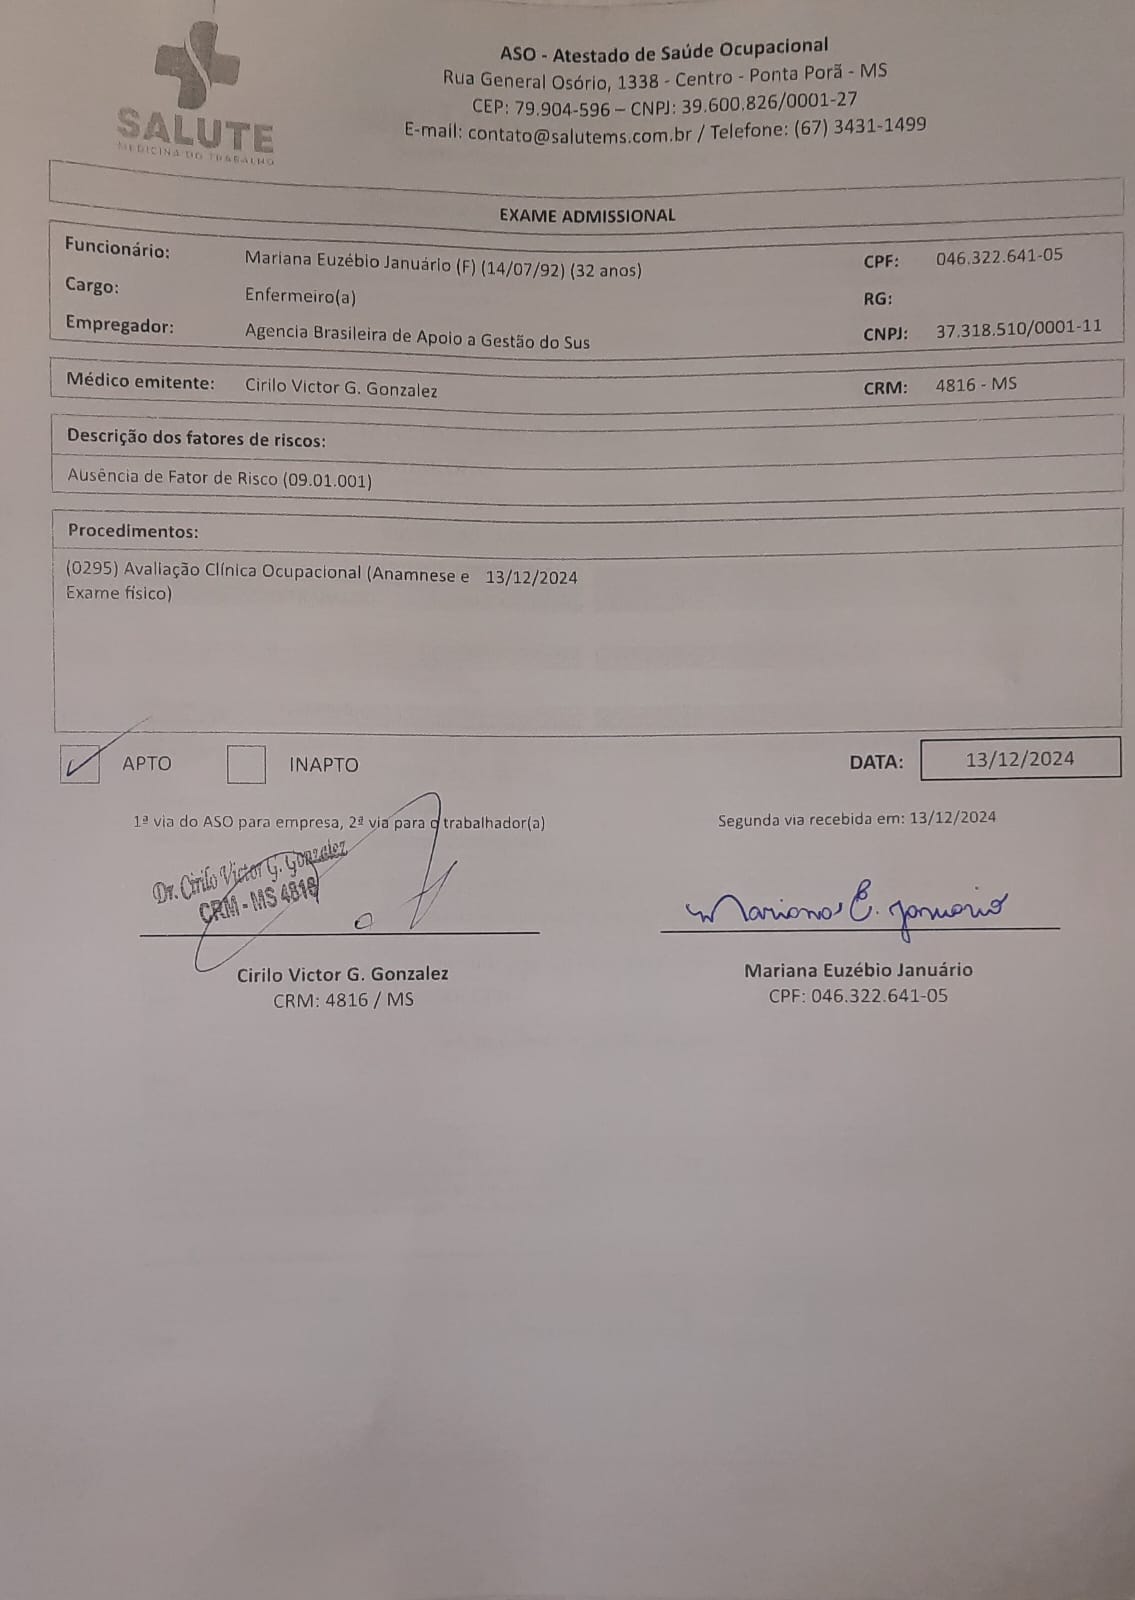 SALUTE
MEDICINA DO TRABALHO
ASO - Atestado de Saúde Ocupacional
Rua General Osório, 1338 - Centro - Ponta Porã - MS
CEP: 79.904-596 – CNPJ: 39.600.826/0001-27
E-mail: contato@salutems.com.br / Telefone: (67) 3431-1499
EXAME ADMISSIONAL
Funcionário: Mariana Euzébio Januário (F) (14/07/92) (32 anos) CPF: 046.322.641-05
Cargo: Enfermeiro(a) RG:
Empregador: Agencia Brasileira de Apoio a Gestão do Sus CNPJ: 37.318.510/0001-11
Médico emitente: Cirilo Victor G. Gonzalez CRM: 4816 - MS
Descrição dos fatores de riscos:
Ausência de Fator de Risco (09.01.001)
Procedimentos:
(0295) Avaliação Clínica Ocupacional (Anamnese e 13/12/2024
Exame físico)
APTO INAPTO DATA: 13/12/2024
1ª via do ASO para empresa, 2ª via para o trabalhador(a) Segunda via recebida em: 13/12/2024
Dr. Cirilo Victor G. Gonzalez
CRM - MS 4816
Mariana E. Januário
Cirilo Victor G. Gonzalez Mariana Euzébio Januário
CRM: 4816 / MS CPF: 046.322.641-05